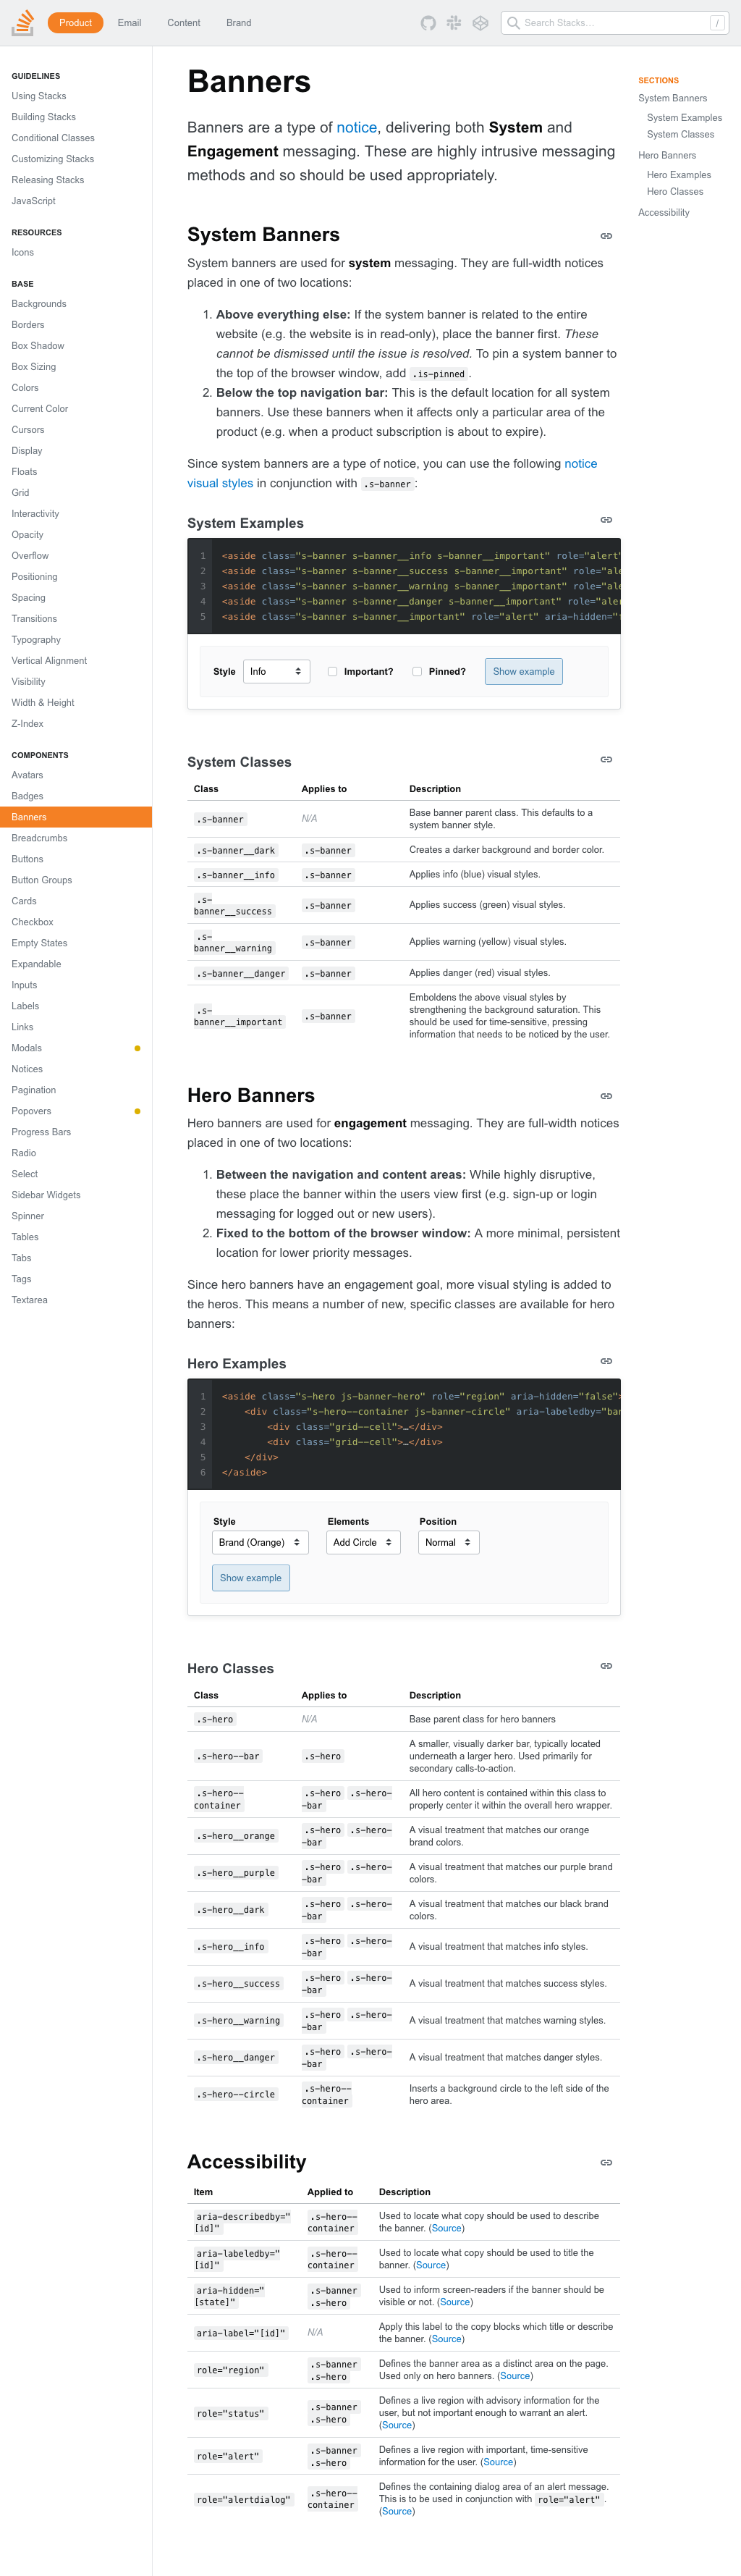 Product
Email
Content
Brand
Search Stacks…
/
GUIDELINES
Using Stacks
Building Stacks
Conditional Classes
Customizing Stacks
Releasing Stacks
JavaScript
RESOURCES
Icons
BASE
Backgrounds
Borders
Box Shadow
Box Sizing
Colors
Current Color
Cursors
Display
Floats
Grid
Interactivity
Opacity
Overflow
Positioning
Spacing
Transitions
Typography
Vertical Alignment
Visibility
Width & Height
Z-Index
COMPONENTS
Avatars
Badges
Banners
Breadcrumbs
Buttons
Button Groups
Cards
Checkbox
Empty States
Expandable
Inputs
Labels
Links
Modals
Notices
Pagination
Popovers
Progress Bars
Radio
Select
Sidebar Widgets
Spinner
Tables
Tabs
Tags
Textarea
Banners
Banners are a type of notice, delivering both System and
Engagement messaging. These are highly intrusive messaging
methods and so should be used appropriately.
System Banners
System banners are used for system messaging. They are full-width notices
placed in one of two locations:
1. Above everything else: If the system banner is related to the entire
website (e.g. the website is in read-only), place the banner first. These
cannot be dismissed until the issue is resolved. To pin a system banner to
the top of the browser window, add .is-pinned.
2. Below the top navigation bar: This is the default location for all system
banners. Use these banners when it affects only a particular area of the
product (e.g. when a product subscription is about to expire).
Since system banners are a type of notice, you can use the following notice
visual styles in conjunction with .s-banner:
System Examples
1 <aside class="s-banner s-banner__info s-banner__important" role="alert"
2 <aside class="s-banner s-banner__success s-banner__important" role="ale
3 <aside class="s-banner s-banner__warning s-banner__important" role="ale
4 <aside class="s-banner s-banner__danger s-banner__important" role="aler
5 <aside class="s-banner s-banner__important" role="alert" aria-hidden="
Style Info Important? Pinned? Show example
System Classes
Class Applies to Description
.s-banner N/A Base banner parent class. This defaults to a
system banner style.
.s-banner__dark .s-banner Creates a darker background and border color.
.s-banner__info .s-banner Applies info (blue) visual styles.
.s-
banner__success .s-banner Applies success (green) visual styles.
.s-
banner__warning .s-banner Applies warning (yellow) visual styles.
.s-banner__danger .s-banner Applies danger (red) visual styles.
.s-
banner__important .s-banner Emboldens the above visual styles by
strengthening the background saturation. This
should be used for time-sensitive, pressing
information that needs to be noticed by the user.
Hero Banners
Hero banners are used for engagement messaging. They are full-width notices
placed in one of two locations:
1. Between the navigation and content areas: While highly disruptive,
these place the banner within the users view first (e.g. sign-up or login
messaging for logged out or new users).
2. Fixed to the bottom of the browser window: A more minimal, persistent
location for lower priority messages.
Since hero banners have an engagement goal, more visual styling is added to
the heros. This means a number of new, specific classes are available for hero
banners:
Hero Examples
1 <aside class="s-hero js-banner-hero" role="region" aria-hidden="false">
2 <div class="s-hero--container js-banner-circle" aria-labeledby="ban
3 <div class="grid--cell">…</div>
4 <div class="grid--cell">…</div>
5 </div>
6 </aside>
Style Elements Position
Brand (Orange) Add Circle Normal
Show example
Hero Classes
Class Applies to Description
.s-hero N/A Base parent class for hero banners
.s-hero--bar .s-hero A smaller, visually darker bar, typically located
underneath a larger hero. Used primarily for
secondary calls-to-action.
.s-hero--
container .s-hero .s-hero-
-bar All hero content is contained within this class to
properly center it within the overall hero wrapper.
.s-hero__orange .s-hero .s-hero-
-bar A visual treatment that matches our orange
brand colors.
.s-hero__purple .s-hero .s-hero-
-bar A visual treatment that matches our purple brand
colors.
.s-hero__dark .s-hero .s-hero-
-bar A visual treatment that matches our black brand
colors.
.s-hero__info .s-hero .s-hero-
-bar A visual treatment that matches info styles.
.s-hero__success .s-hero .s-hero-
-bar A visual treatment that matches success styles.
.s-hero__warning .s-hero .s-hero-
-bar A visual treatment that matches warning styles.
.s-hero__danger .s-hero .s-hero-
-bar A visual treatment that matches danger styles.
.s-hero--circle .s-hero--
container Inserts a background circle to the left side of the
hero area.
Accessibility
Item Applied to Description
aria-describedby="
[id]" .s-hero--
container Used to locate what copy should be used to describe
the banner. (Source)
aria-labeledby="
[id]" .s-hero--
container Used to locate what copy should be used to title the
banner. (Source)
aria-hidden="
[state]" .s-banner
.s-hero Used to inform screen-readers if the banner should be
visible or not. (Source)
aria-label="[id]" N/A Apply this label to the copy blocks which title or describe
the banner. (Source)
role="region" .s-banner
.s-hero Defines the banner area as a distinct area on the page.
Used only on hero banners. (Source)
role="status" .s-banner
.s-hero Defines a live region with advisory information for the
user, but not important enough to warrant an alert.
(Source)
role="alert" .s-banner
.s-hero Defines a live region with important, time-sensitive
information for the user. (Source)
role="alertdialog" .s-hero--
container Defines the containing dialog area of an alert message.
This is to be used in conjunction with role="alert".
(Source)
SECTIONS
System Banners
System Examples
System Classes
Hero Banners
Hero Examples
Hero Classes
Accessibility